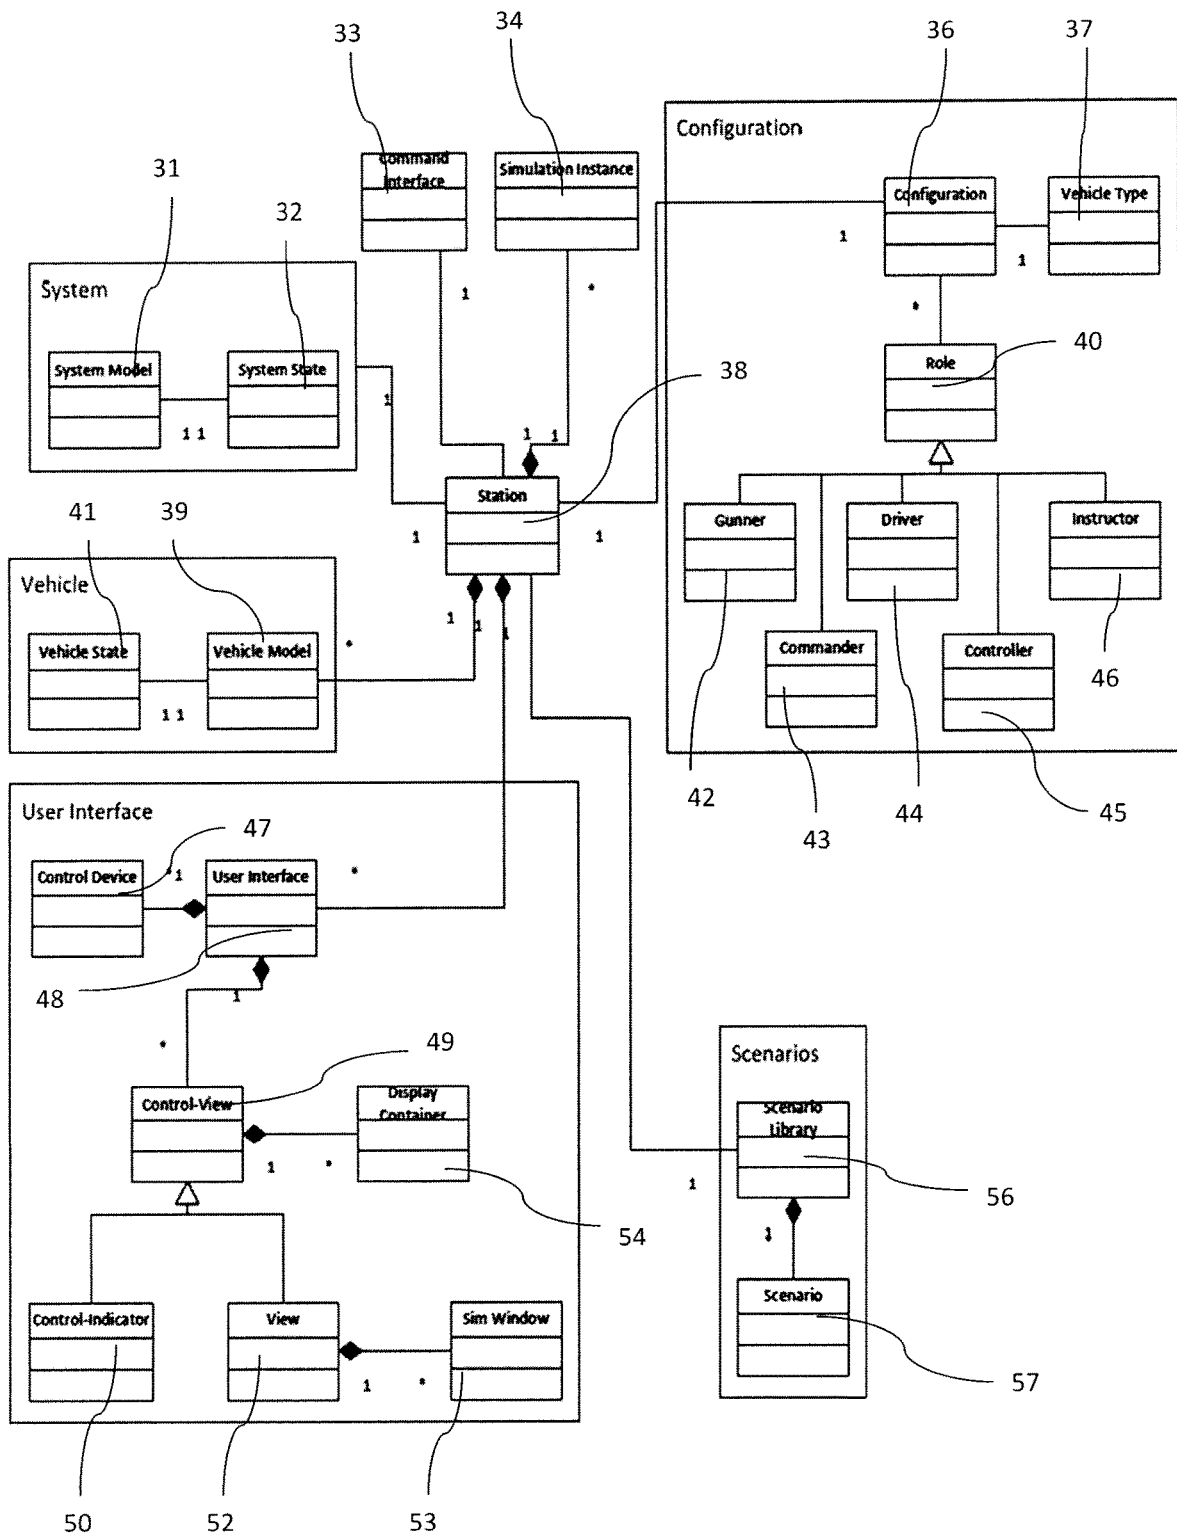 33
34
36
37
Configuration
Command
Interface
Simulation Instance
31
32
Configuration
Vehicle Type
1
1
System
1
*
*
System Model
System State
Role
40
38
1
1 1
1
1
Station
41
39
Gunner
Driver
Instructor
1
1
Vehicle
1
1
1
Vehicle State
Vehicle Model
*
Commander
Controller
46
1 1
42
44
45
43
User Interface
47
Control Device
*
1
User Interface
*
48
1
*
49
Scenarios
Control-View
Display
Container
Scenario
Library
1
*
1
56
54
*
1
Control-Indicator
View
Sim Window
Scenario
1
*
57
50
52
53